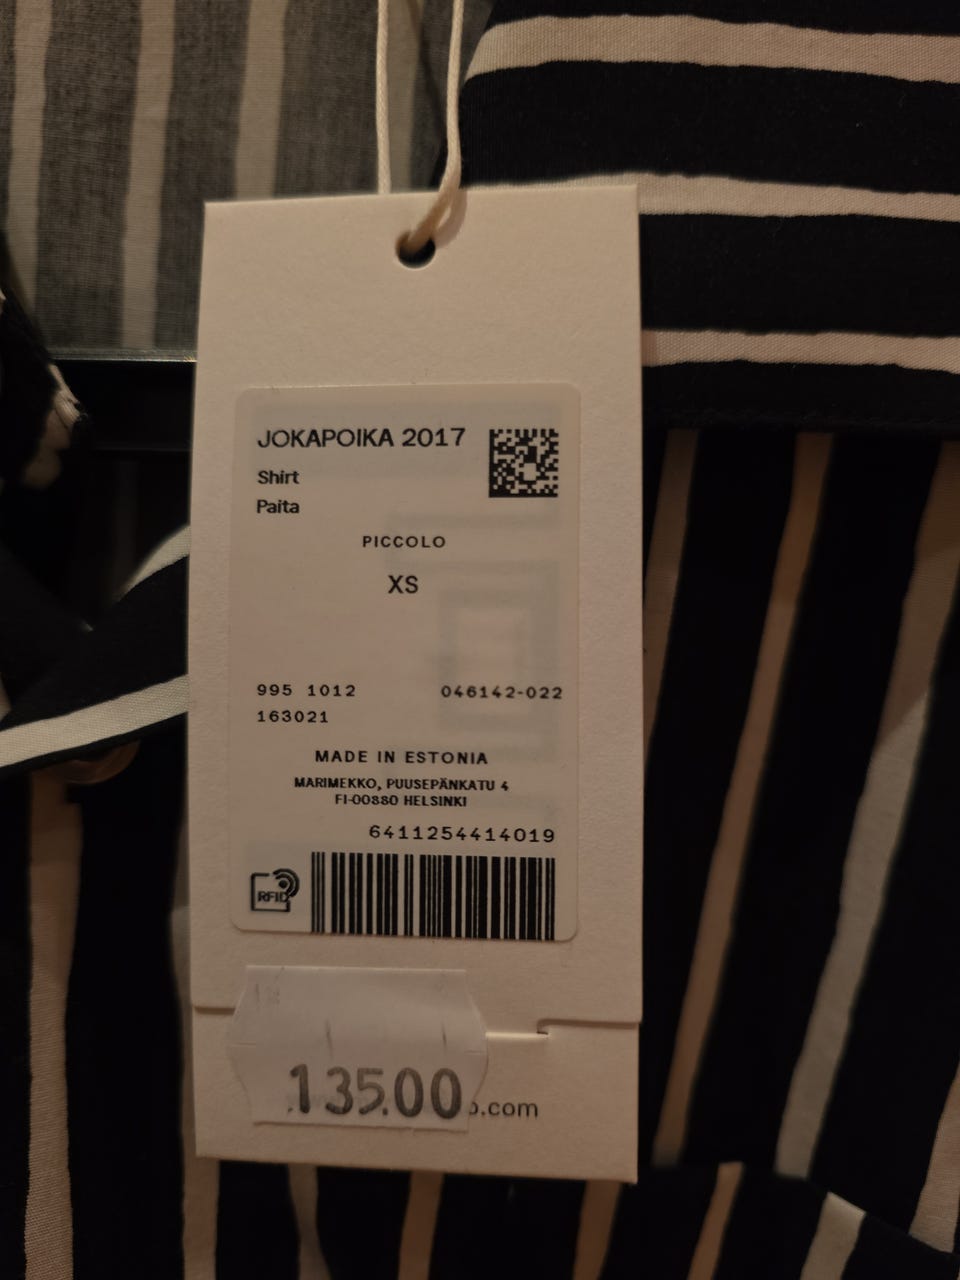 JOKAPOIKA 2017
Shirt
Paita
PICCOLO
XS
995 1012 046142-022
163021
MADE IN ESTONIA
MARIMEKKO, PUUSEPÄNKATU 4
FI-00880 HELSINKI
6411254414019
RFID
135.00
o.com